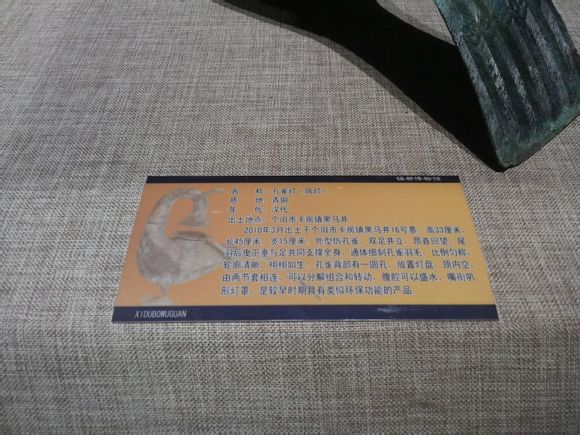 锡都博物馆
名 称 孔雀灯（凤灯）
质 地 青铜
年 代 汉代
出土地点 个旧市卡房镇黑马井
2010年3月出土于个旧市卡房镇黑马井16号墓，高33厘米，
长45厘米，宽15厘米，外型仿孔雀，双足并立，昂首回望，尾
羽后曳下垂与足共同支撑全身，通体细刻孔雀羽毛，比例匀称，
轮廓清晰，栩栩如生，孔雀背部有一圆孔，放置灯盘，颈内空，
由两节套相连，可以分解组合和转动，腹腔可以盛水，嘴衔喇叭
形灯罩，是较早时期具有类似环保功能的产品
XIDUBOWUGUAN